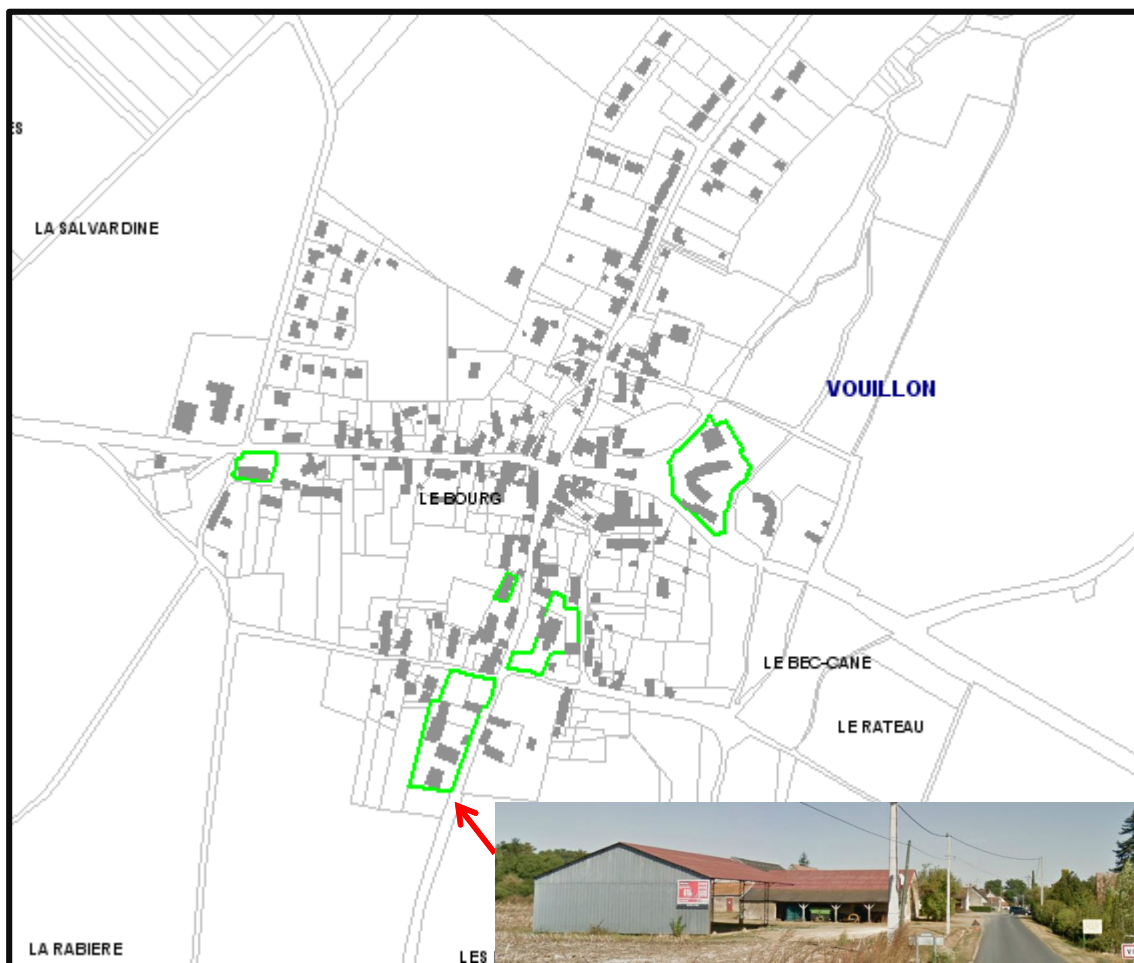 ES
LA SALVARDINE
VOUILLON
LE BOURG
LE BEC-CANE
LE RATEAU
LA RABIERE
LES